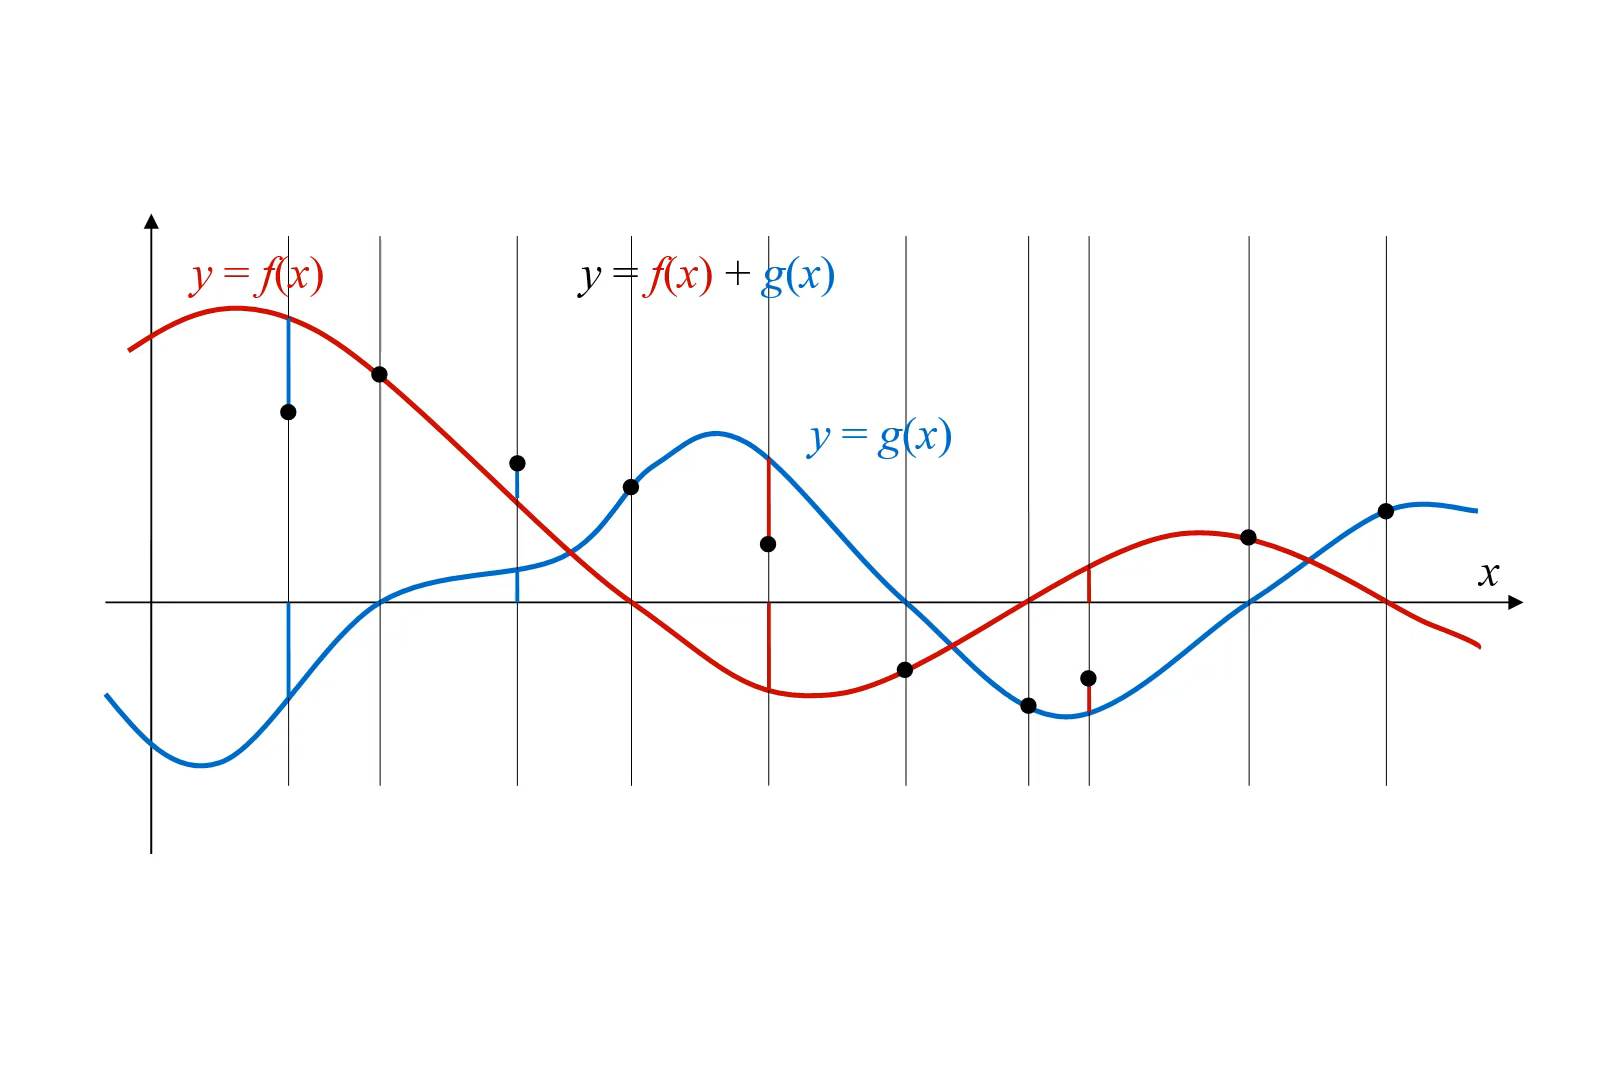 y = f(x)
y = f(x) + g(x)
y = g(x)
x